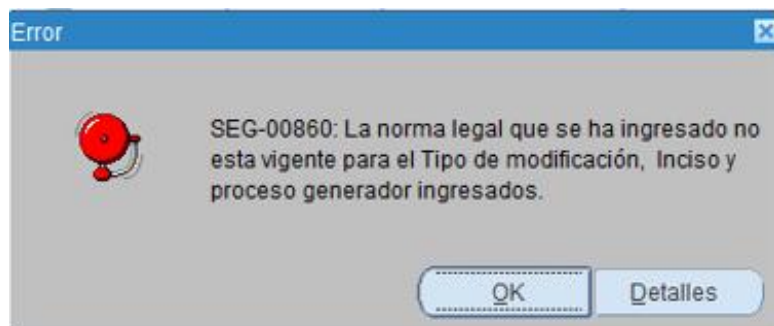 Error
SEG-00860: La norma legal que se ha ingresado no
esta vigente para el Tipo de modificación, Inciso y
proceso generador ingresados.
OK
Detalles